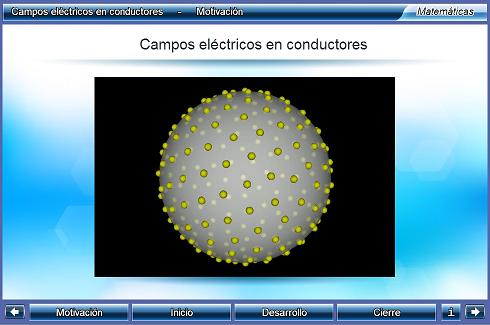 Campos eléctricos en conductores - Motivación Matemáticas
Campos eléctricos en conductores
Motivación Inicio Desarrollo Cierre i